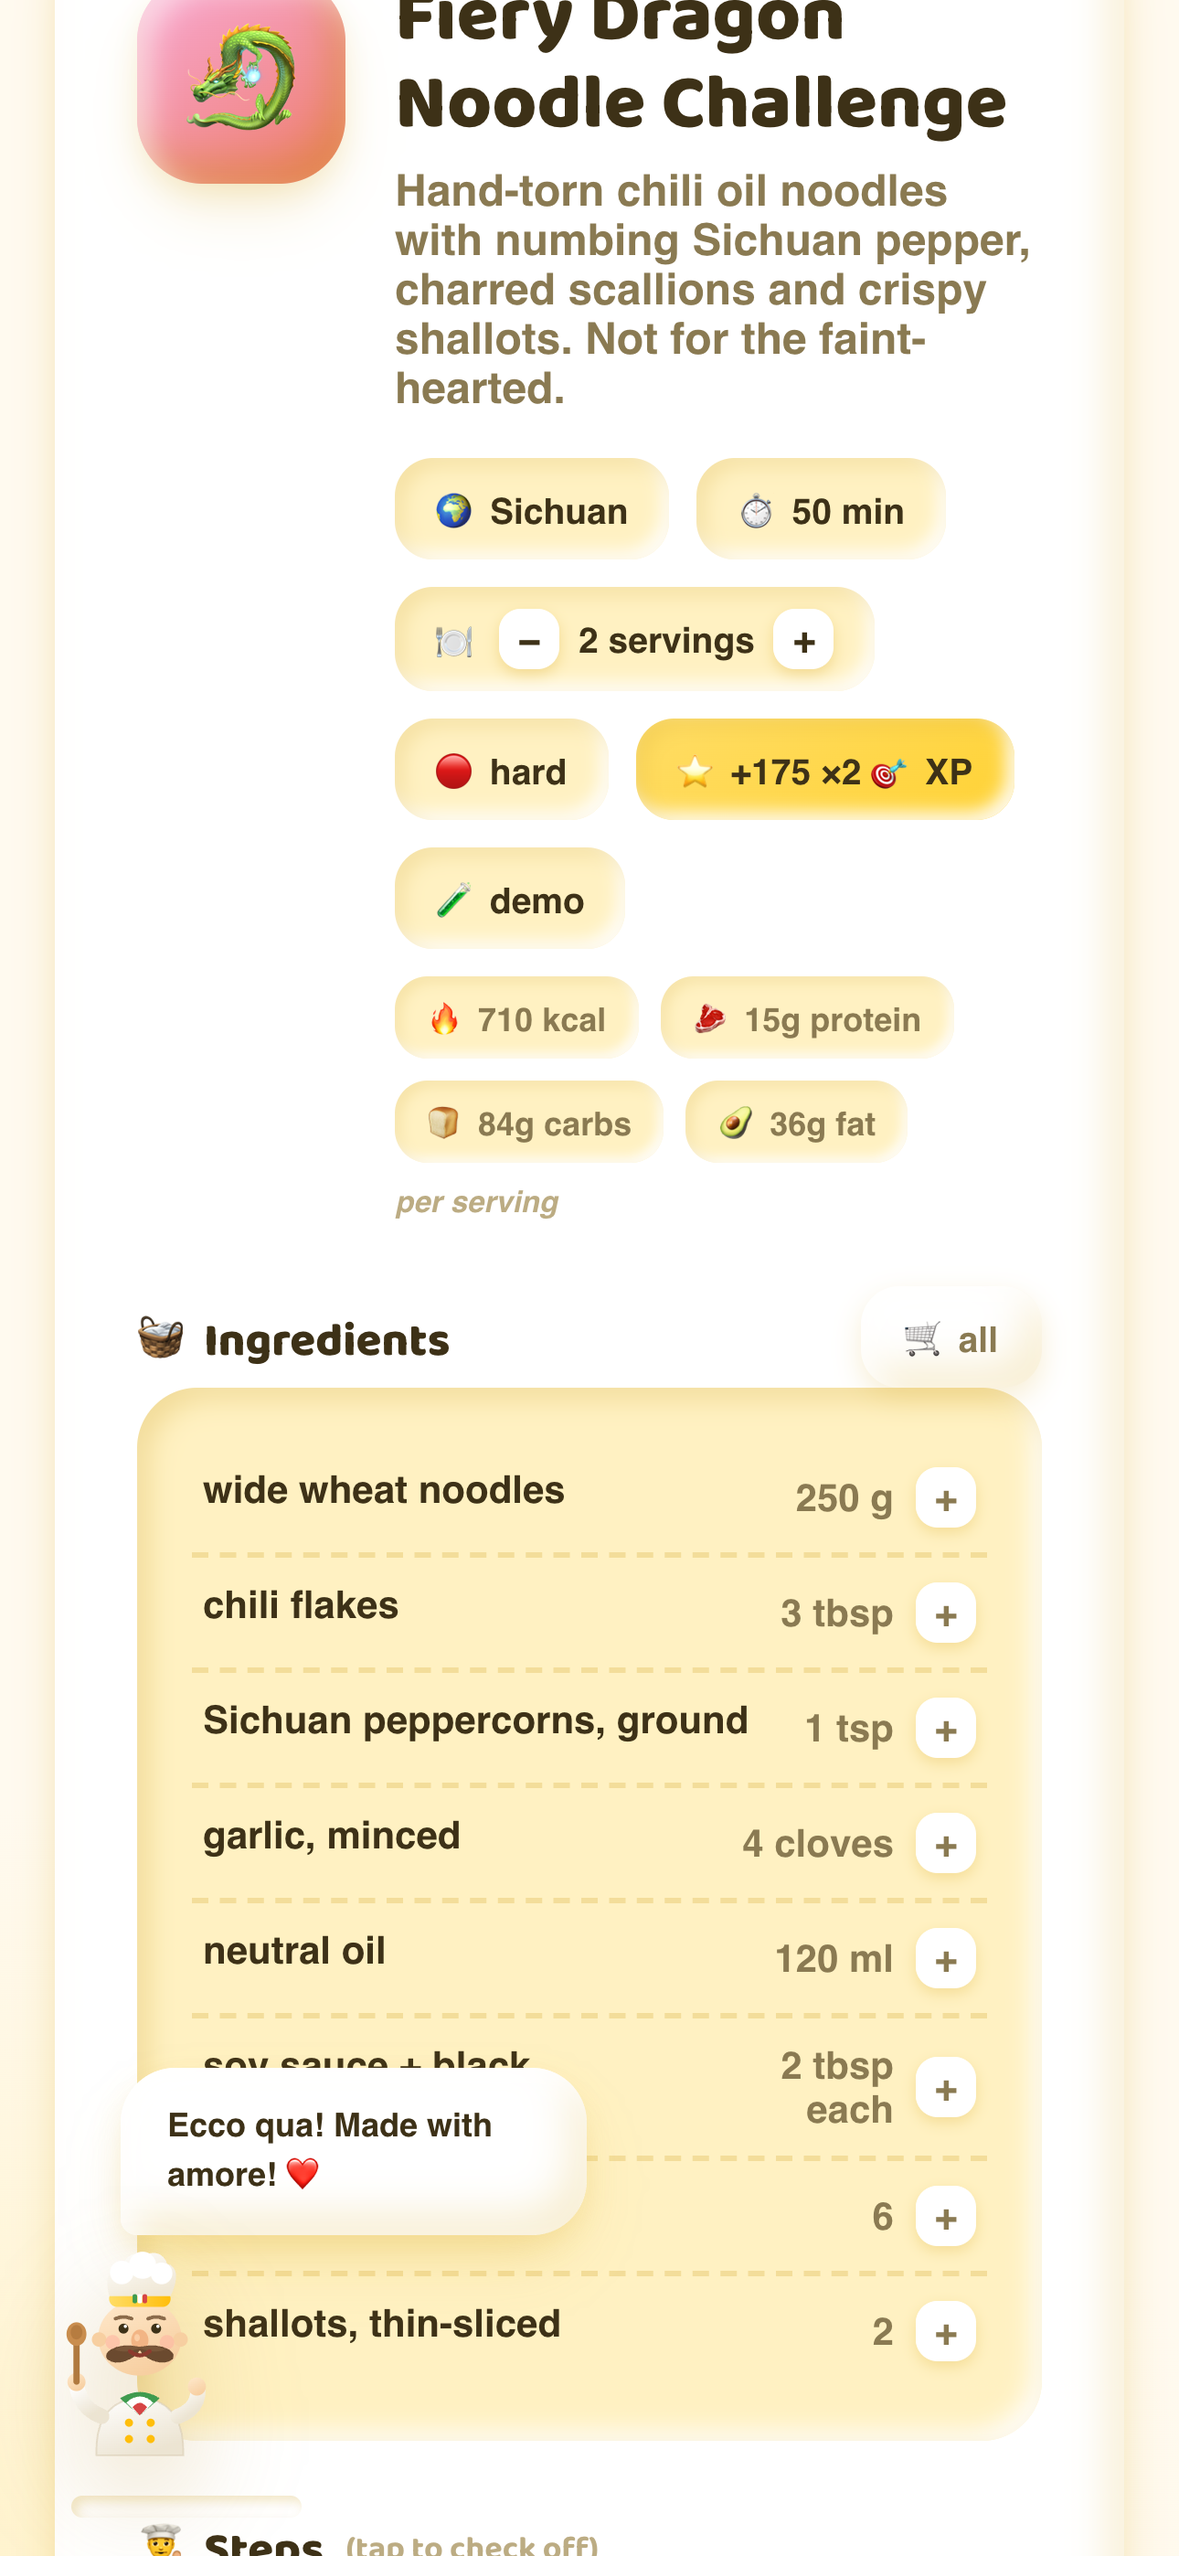 Fiery Dragon
Noodle Challenge
Hand-torn chili oil noodles
with numbing Sichuan pepper,
charred scallions and crispy
shallots. Not for the faint-
hearted.
Sichuan
50 min
− 2 servings +
hard
+175 ×2 XP
demo
710 kcal
15g protein
84g carbs
36g fat
per serving
Ingredients
all
wide wheat noodles 250 g +
chili flakes 3 tbsp +
Sichuan peppercorns, ground 1 tsp +
garlic, minced 4 cloves +
neutral oil 120 ml +
soy sauce + black 2 tbsp
each +
Ecco qua! Made with
amore! ❤️
6 +
shallots, thin-sliced 2 +
Steps (tap to check off)